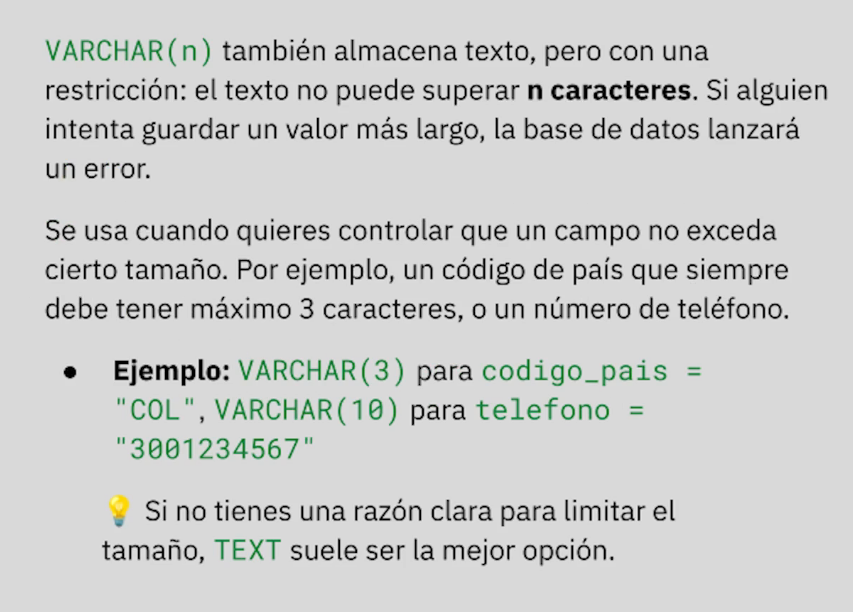 VARCHAR(n) también almacena texto, pero con una
restricción: el texto no puede superar n caracteres. Si alguien
intenta guardar un valor más largo, la base de datos lanzará
un error.
Se usa cuando quieres controlar que un campo no exceda
cierto tamaño. Por ejemplo, un código de país que siempre
debe tener máximo 3 caracteres, o un número de teléfono.
● Ejemplo: VARCHAR(3) para codigo_pais =
"COL", VARCHAR(10) para telefono =
"3001234567"
💡 Si no tienes una razón clara para limitar el
tamaño, TEXT suele ser la mejor opción.